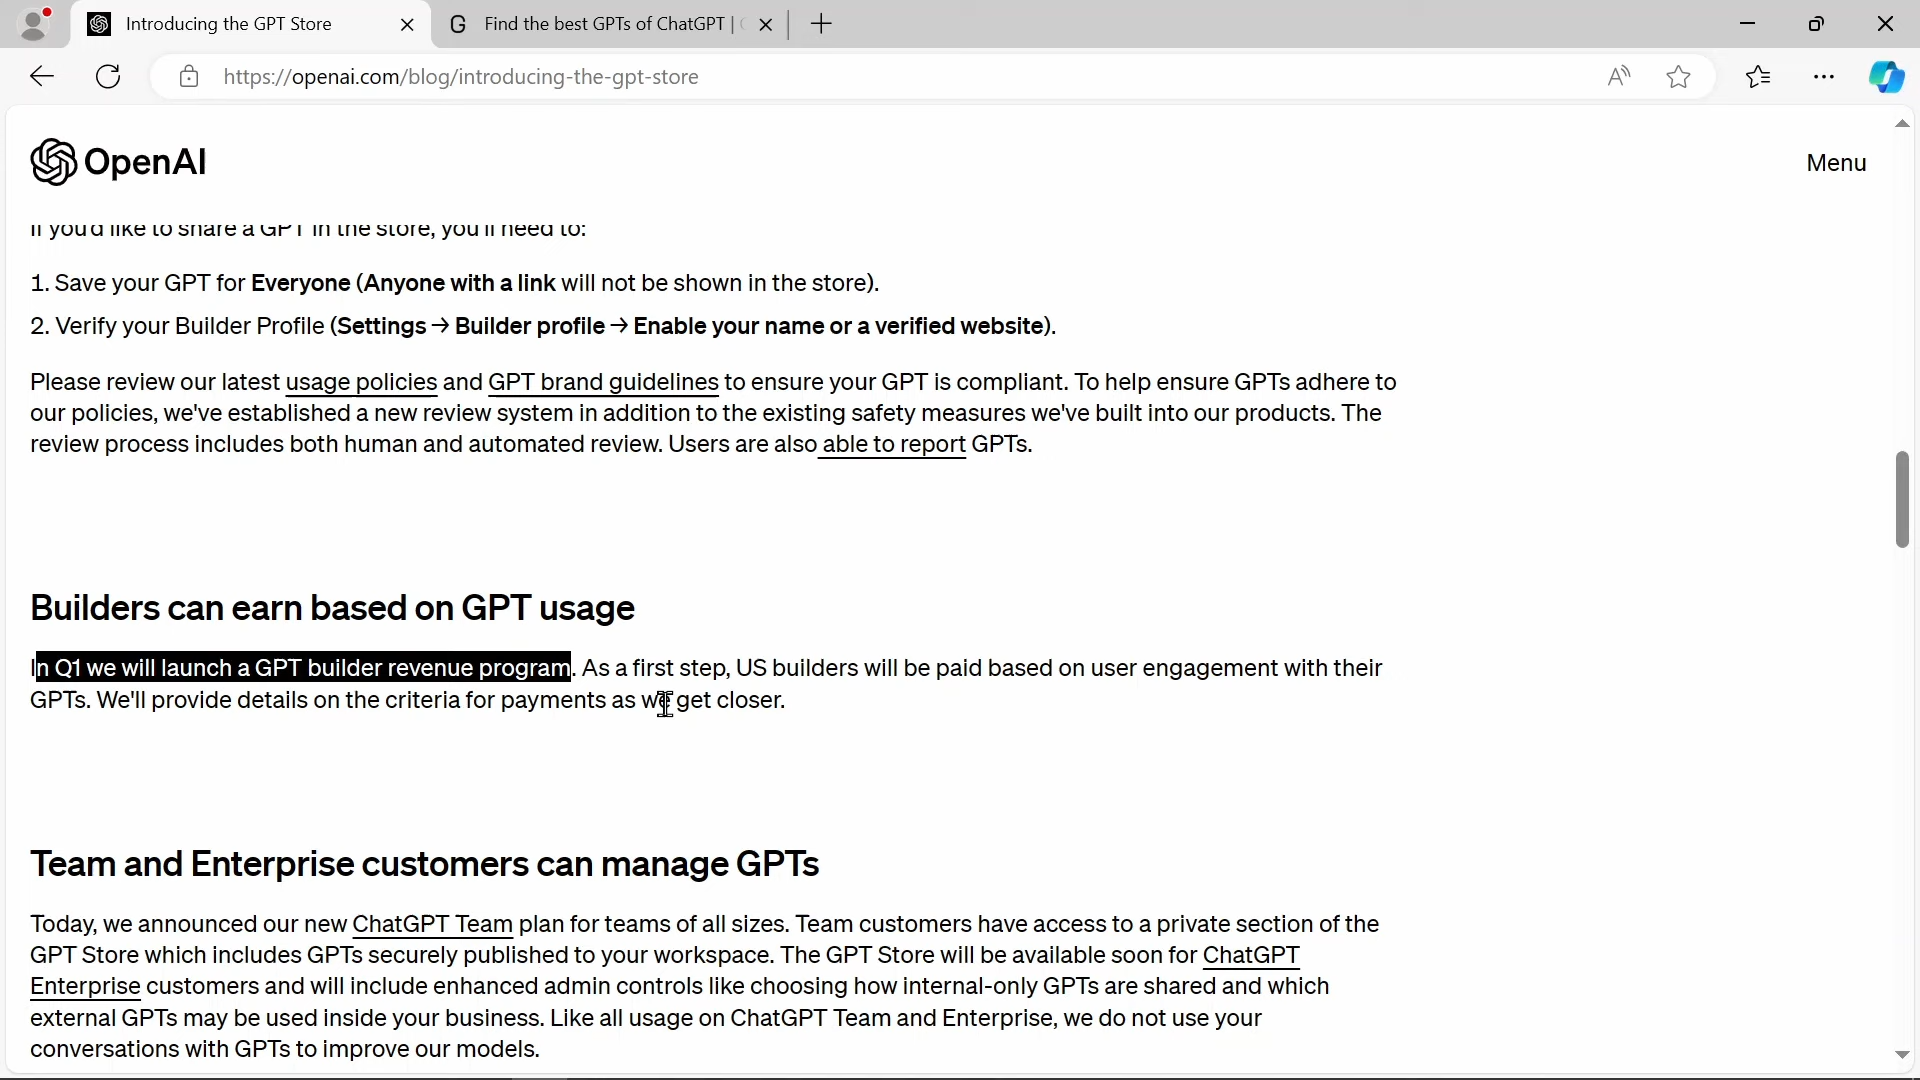 Introducing the GPT Store
G Find the best GPTs of ChatGPT |
https://openai.com/blog/introducing-the-gpt-store
OpenAI
Menu
If you'd like to share a GPT in the store, you'll need to:
1. Save your GPT for Everyone (Anyone with a link will not be shown in the store).
2. Verify your Builder Profile (Settings → Builder profile → Enable your name or a verified website).
Please review our latest usage policies and GPT brand guidelines to ensure your GPT is compliant. To help ensure GPTs adhere to
our policies, we've established a new review system in addition to the existing safety measures we've built into our products. The
review process includes both human and automated review. Users are also able to report GPTs.
Builders can earn based on GPT usage
In Q1 we will launch a GPT builder revenue program. As a first step, US builders will be paid based on user engagement with their
GPTs. We'll provide details on the criteria for payments as we get closer.
Team and Enterprise customers can manage GPTs
Today, we announced our new ChatGPT Team plan for teams of all sizes. Team customers have access to a private section of the
GPT Store which includes GPTs securely published to your workspace. The GPT Store will be available soon for ChatGPT
Enterprise customers and will include enhanced admin controls like choosing how internal-only GPTs are shared and which
external GPTs may be used inside your business. Like all usage on ChatGPT Team and Enterprise, we do not use your
conversations with GPTs to improve our models.